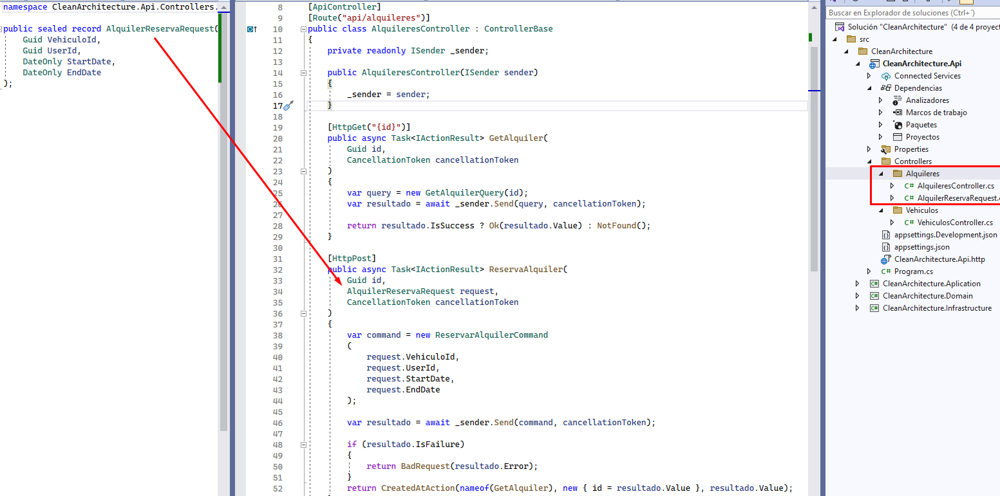 namespace CleanArchitecture.Api.Controllers.
public sealed record AlquilerReservaRequest(
    Guid VehiculoId,
    Guid UserId,
    DateOnly StartDate,
    DateOnly EndDate
);
8 [ApiController]
9 [Route("api/alquileres")]
10 public class AlquileresController : ControllerBase
11 {
12     private readonly ISender _sender;
13
14     public AlquileresController(ISender sender)
15     {
16         _sender = sender;
17     }
18
19     [HttpGet("{id}")]
20     public async Task<IActionResult> GetAlquiler(
21         Guid id,
22         CancellationToken cancellationToken
23     )
24     {
25         var query = new GetAlquilerQuery(id);
26         var resultado = await _sender.Send(query, cancellationToken);
27
28         return resultado.IsSuccess ? Ok(resultado.Value) : NotFound();
29     }
30
31     [HttpPost]
32     public async Task<IActionResult> ReservaAlquiler(
33         Guid id,
34         AlquilerReservaRequest request,
35         CancellationToken cancellationToken
36     )
37     {
38         var command = new ReservarAlquilerCommand
39         (
40             request.VehiculoId,
41             request.UserId,
42             request.StartDate,
43             request.EndDate
44         );
45
46         var resultado = await _sender.Send(command, cancellationToken);
47
48         if (resultado.IsFailure)
49         {
50             return BadRequest(resultado.Error);
51         }
52         return CreatedAtAction(nameof(GetAlquiler), new { id = resultado.Value }, resultado.Value);
Buscar en Explorador de soluciones (Ctrl+´)
Solución "CleanArchitecture" (4 de 4 proyect
src
CleanArchitecture
CleanArchitecture.Api
Connected Services
Dependencias
Analizadores
Marcos de trabajo
Paquetes
Proyectos
Properties
Controllers
Alquileres
C# AlquileresController.cs
C# AlquilerReservaRequest.
Vehiculos
C# VehiculosController.cs
appsettings.Development.json
appsettings.json
CleanArchitecture.Api.http
C# Program.cs
CleanArchitecture.Aplication
CleanArchitecture.Domain
CleanArchitecture.Infrastructure